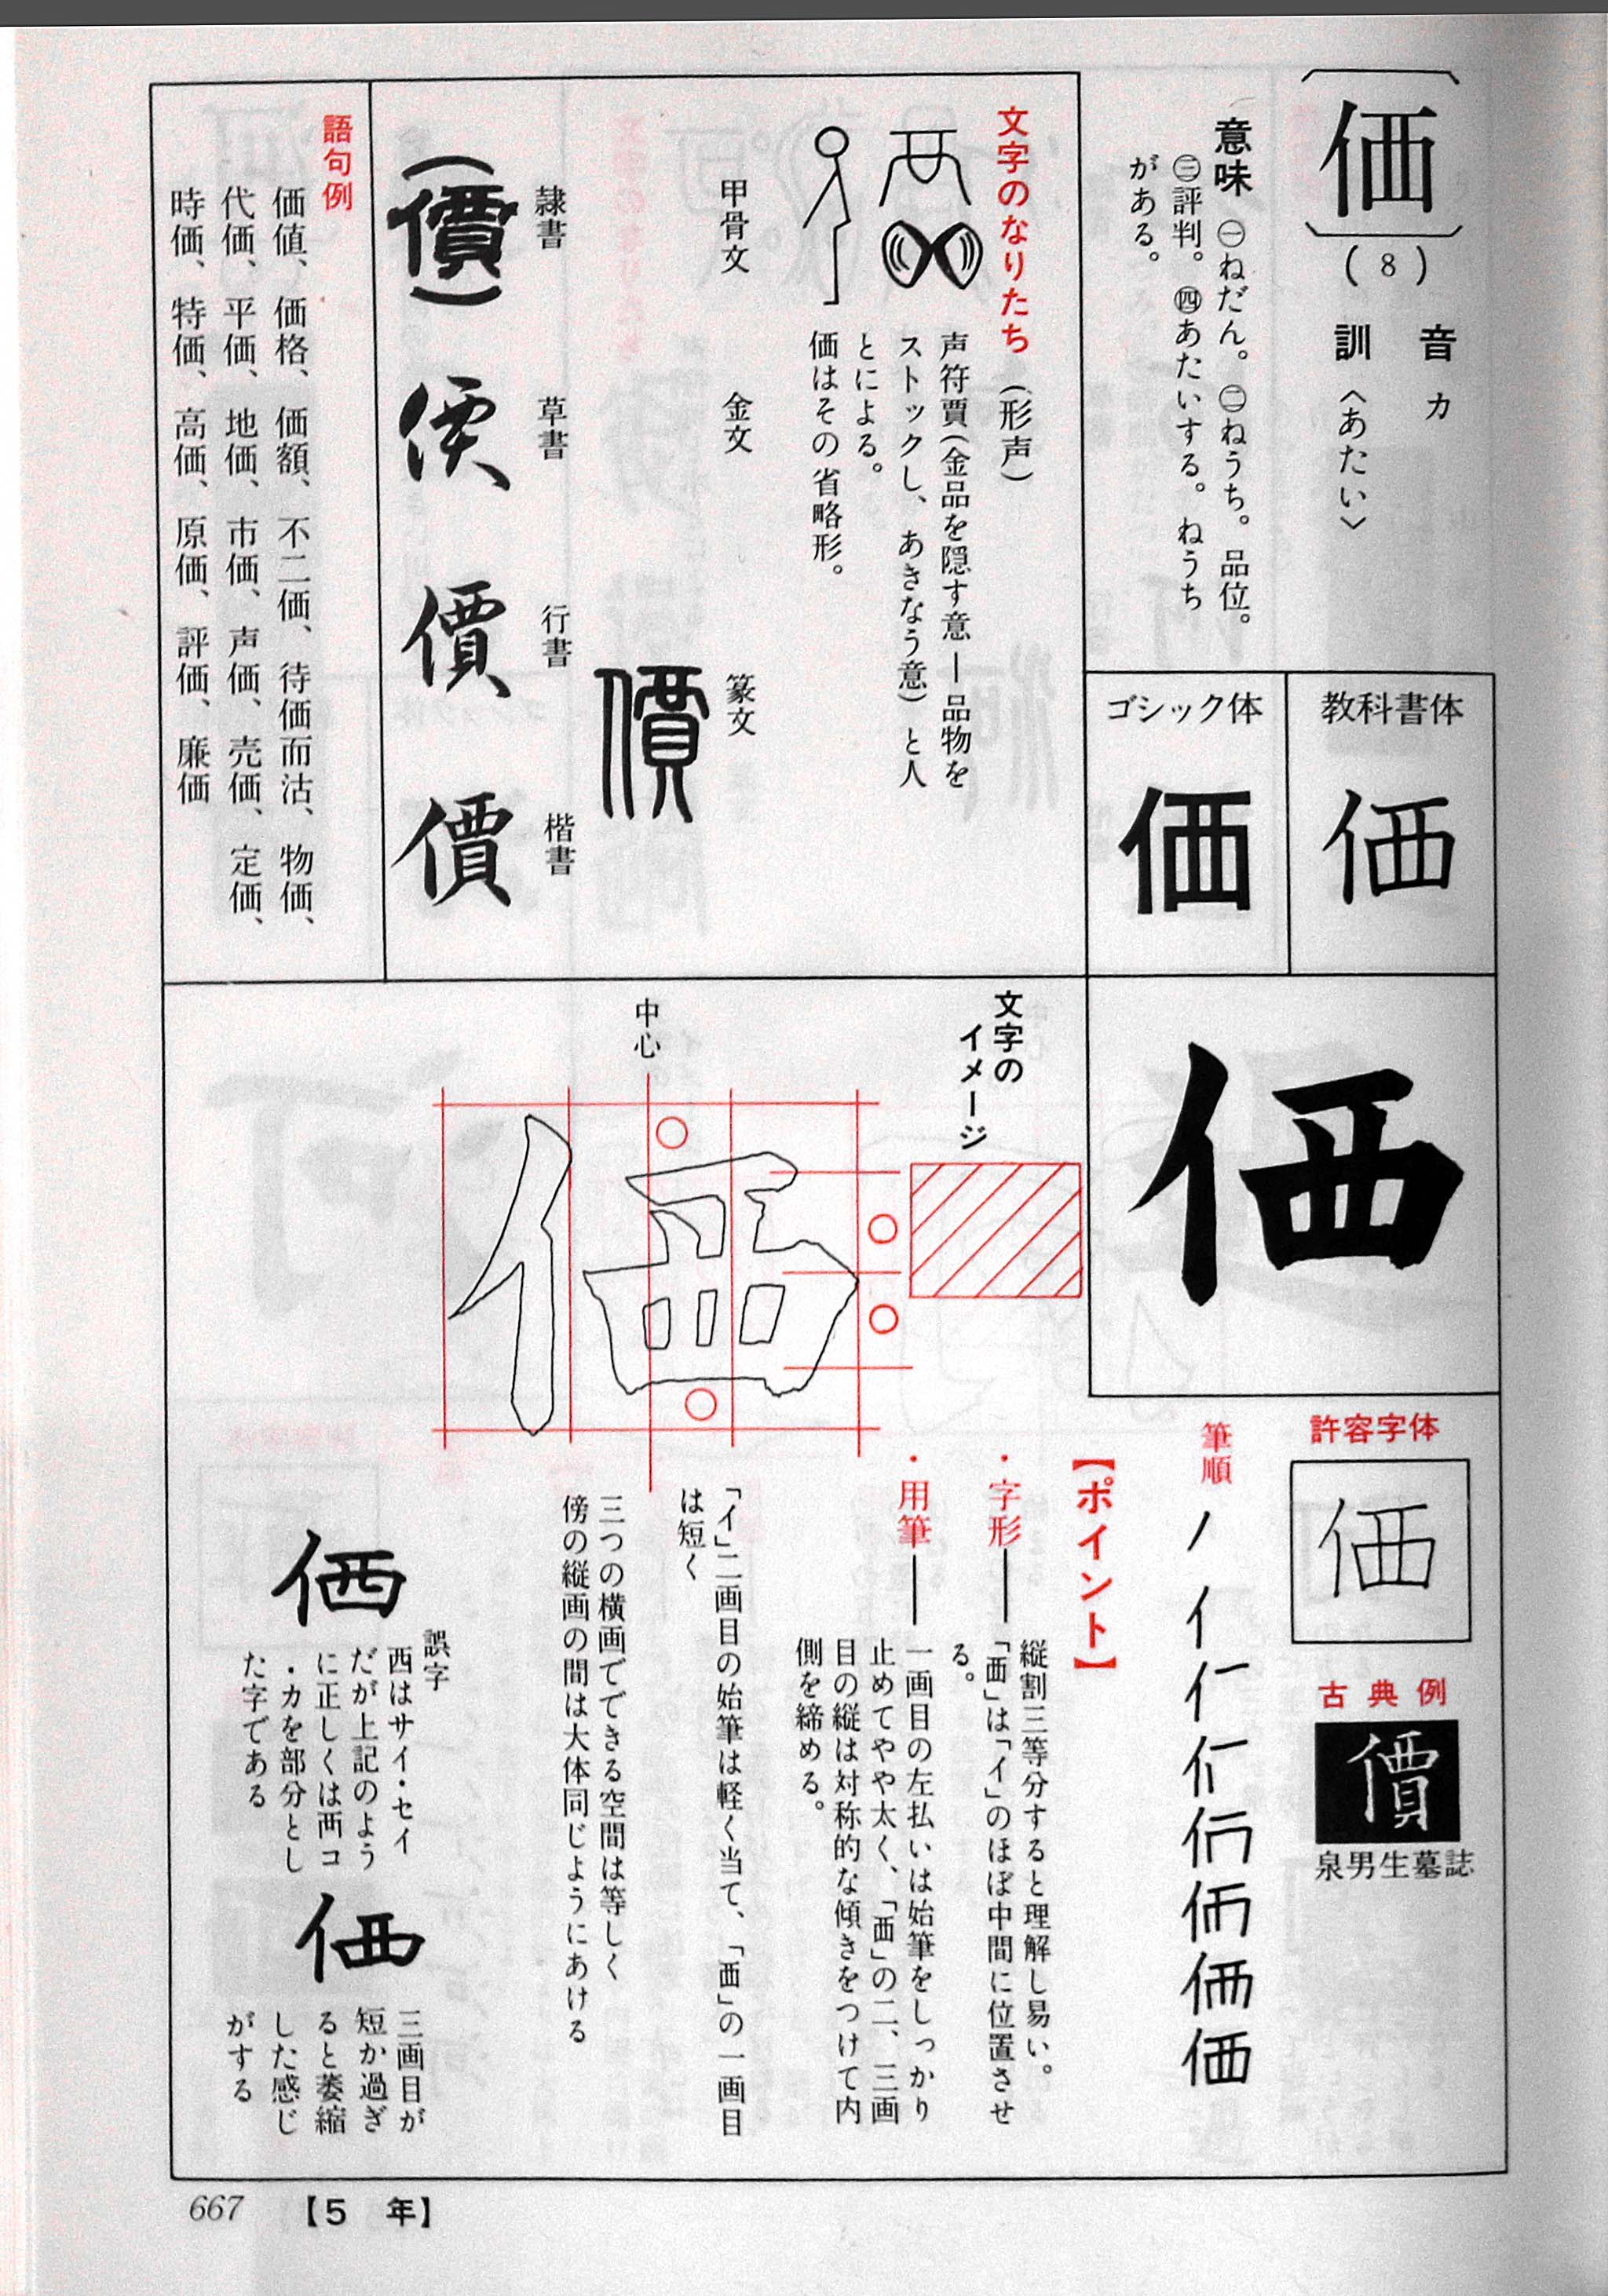 価
(8)
音 カ
訓〈あたい〉
意味 ㊀ねだん。㊁ねうち。品位。
㊂評判。㊃あたいする。ねうち
がある。
教科書体
価
ゴシック体
価
文字のなりたち（形声）
声符賈（金品を隠す意―品物を
ストックし、あきなう意）と人
とによる。
価はその省略形。
甲骨文
金文
篆文
價
隷書
(價)
草書
價
行書
價
楷書
價
語句例
価値、価格、価額、不二価、待価而沽、物価、
代価、平価、地価、市価、声価、売価、定価、
時価、特価、高価、原価、評価、廉価
価
文字の
イメージ
中心
許容字体
価
古典例
價
泉男生墓誌
筆順
【ポイント】
・字形――縦割三等分すると理解し易い。
「襾」は「イ」のほぼ中間に位置させ
る。
・用筆――一画目の左払いは始筆をしっかり
止めてやや太く、「襾」の二、三画
目の縦は対称的な傾きをつけて内
側を締める。
「イ」二画目の始筆は軽く当て、「襾」の一画目
は短く
三つの横画でできる空間は等しく
傍の縦画の間は大体同じようにあける
誤字
西はサイ・セイ
だが上記のよう
に正しくは襾コ
・カを部分とし
た字である
価
三画目が
短か過ぎ
ると萎縮
した感じ
がする
667 【5 年】